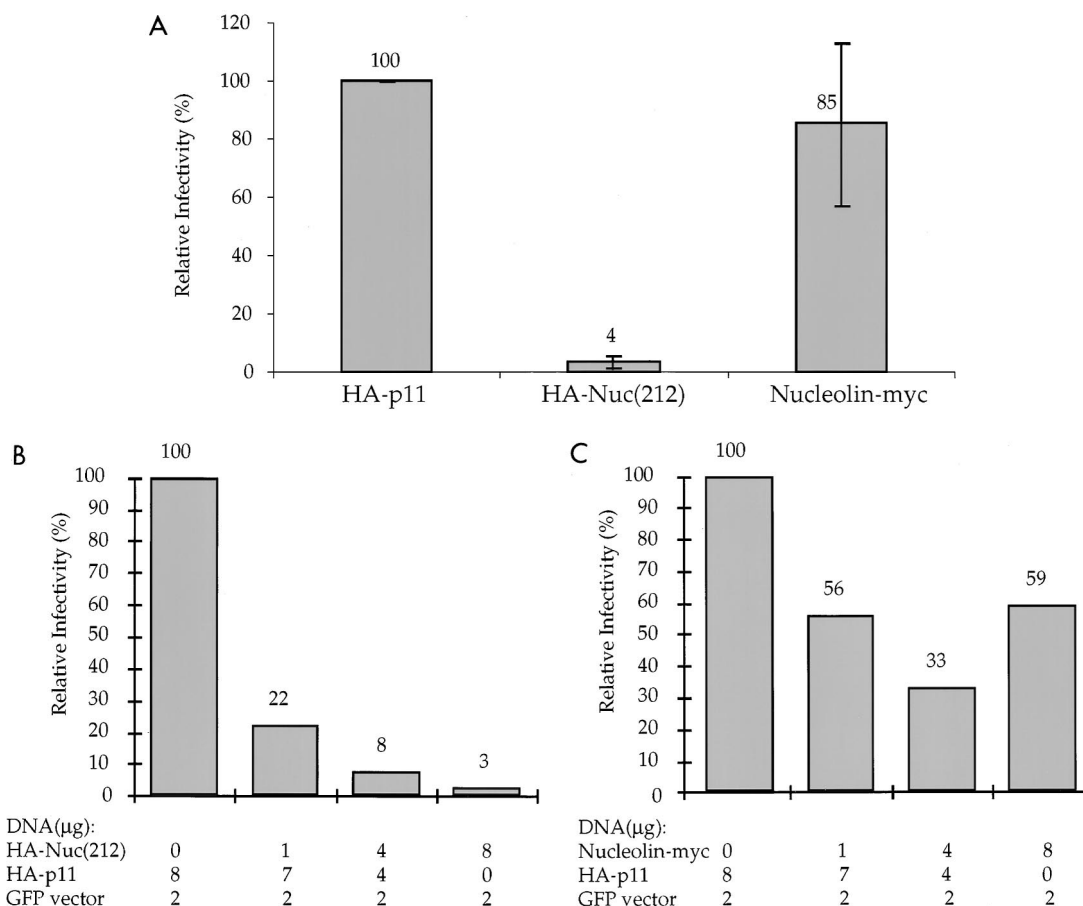 A
120
100
80
60
40
20
0
Relative Infectivity (%)
100
4
85
HA-p11 HA-Nuc(212) Nucleolin-myc
B
100
90
80
70
60
50
40
30
20
10
0
Relative Infectivity (%)
100
22
8
3
DNA(µg):
HA-Nuc(212) 0 1 4 8
HA-p11 8 7 4 0
GFP vector 2 2 2 2
C
100
90
80
70
60
50
40
30
20
10
0
Relative Infectivity (%)
100
56
33
59
DNA(µg):
Nucleolin-myc 0 1 4 8
HA-p11 8 7 4 0
GFP vector 2 2 2 2